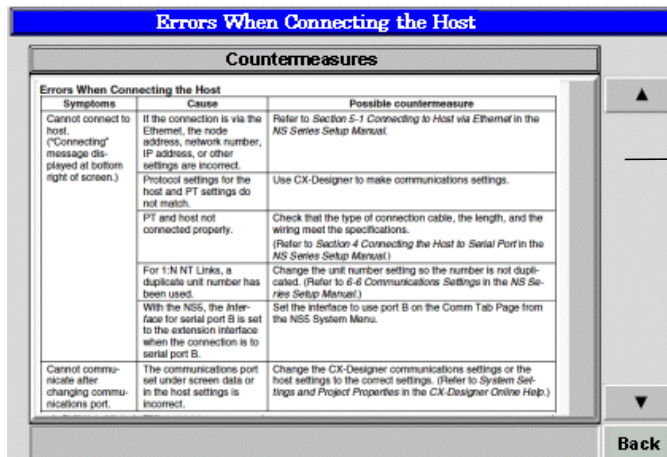 Errors When Connecting the Host
Countermeasures
Errors When Connecting the Host
Symptoms Cause Possible countermeasure
Cannot connect to
host.
("Connecting"
message dis-
played at bottom
right of screen.)
If the connection is via the
Ethernet, the node
address, network number,
IP address, or other
settings are incorrect.
Refer to Section 5-1 Connecting to Host via Ethernet in the
NS Series Setup Manual.
Protocol settings for the
host and PT settings do
not match.
Use CX-Designer to make communications settings.
PT and host not
connected properly.
Check that the type of connection cable, the length, and the
wiring meet the specifications.
(Refer to Section 4 Connecting the Host to Serial Port in the
NS Series Setup Manual.)
For 1:N NT Links, a
duplicate unit number has
been used.
Change the unit number setting so the number is not dupli-
cated. (Refer to 6-6 Communications Settings in the NS Se-
ries Setup Manual.)
With the NS5, the Inter-
face for serial port B is set
to the extension interface
when the connection is to
serial port B.
Set the interface to use port B on the Comm Tab Page from
the NS5 System Menu.
Cannot commu-
nicate after
changing commu-
nications port.
The communications port
set under screen data or
in the host settings is
incorrect.
Change the CX-Designer communications settings or the
host settings to the correct settings. (Refer to System Set-
tings and Project Properties in the CX-Designer Online Help.)
Back